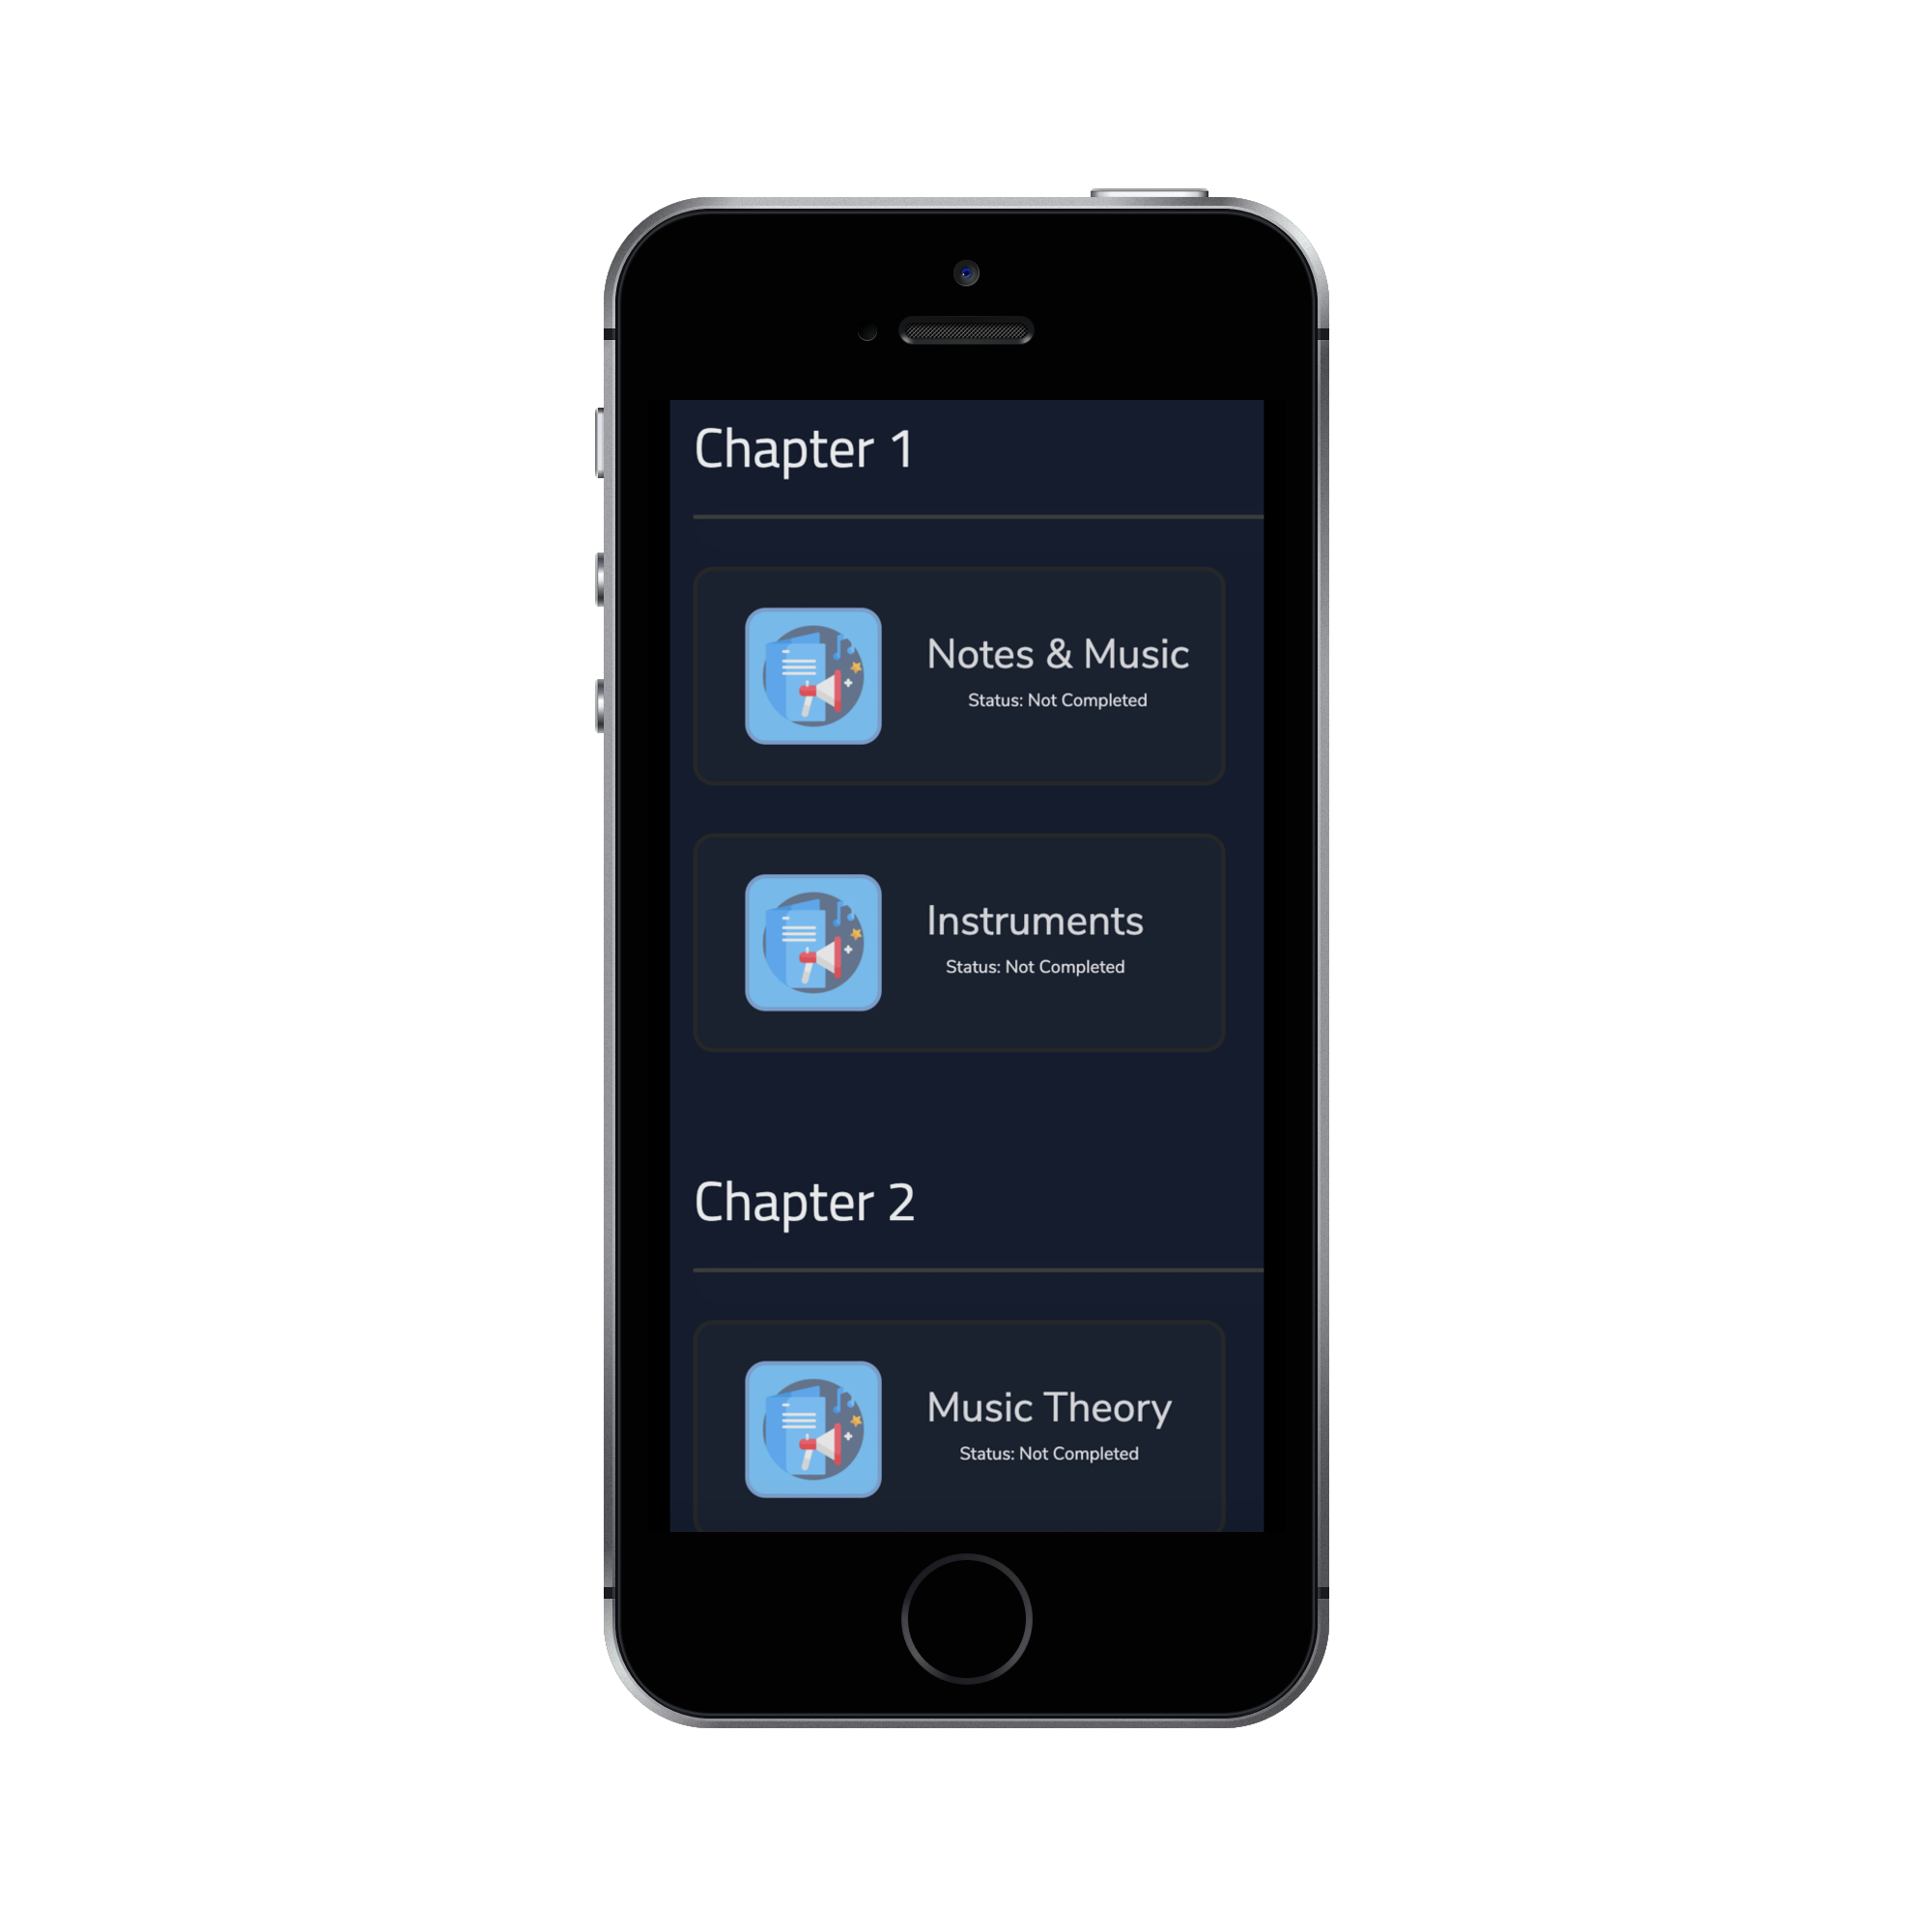 Chapter 1
Notes & Music
Status: Not Completed
Instruments
Status: Not Completed
Chapter 2
Music Theory
Status: Not Completed